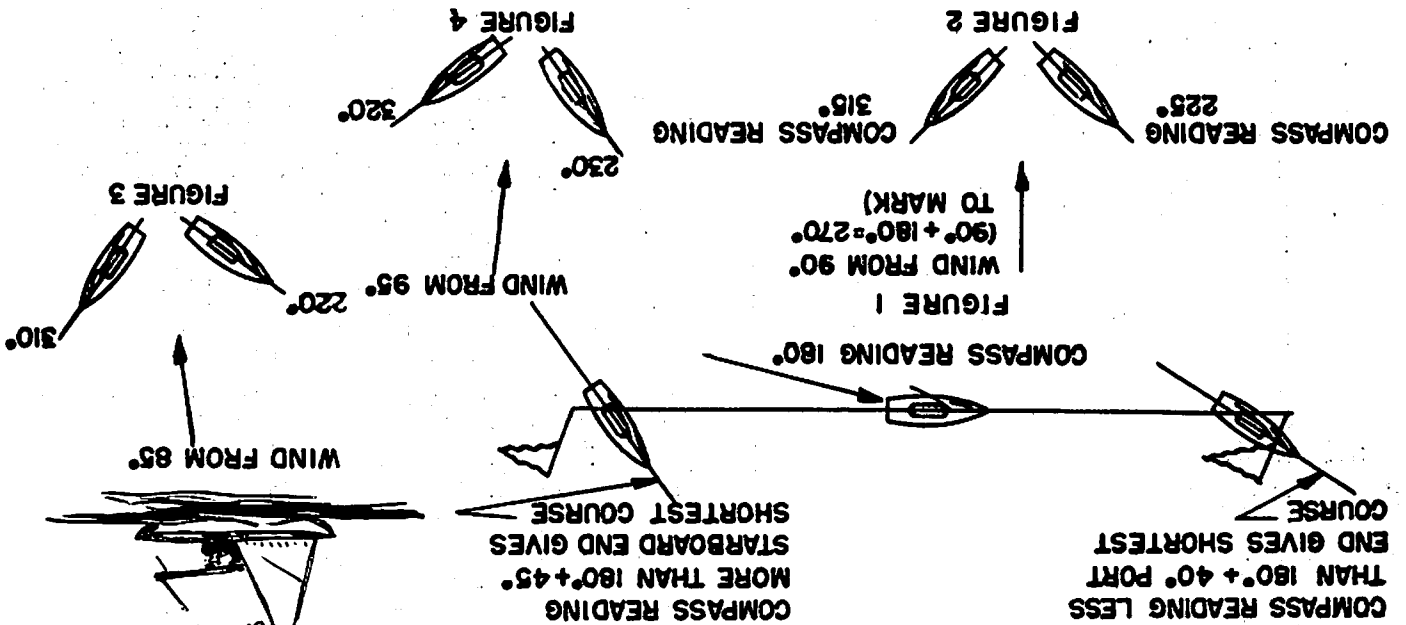 COMPASS READING LESS
THAN 180°+ 40° PORT
END GIVES SHORTEST
COURSE
COMPASS READING
MORE THAN 180°+45°
STARBOARD END GIVES
SHORTEST COURSE
COMPASS READING 180°
FIGURE 1
WIND FROM 90°
(90°+180°=270°
TO MARK)
COMPASS READING
225°
COMPASS READING
315°
FIGURE 2
WIND FROM 95°
230°
320°
FIGURE 4
WIND FROM 85°
220°
310°
FIGURE 3